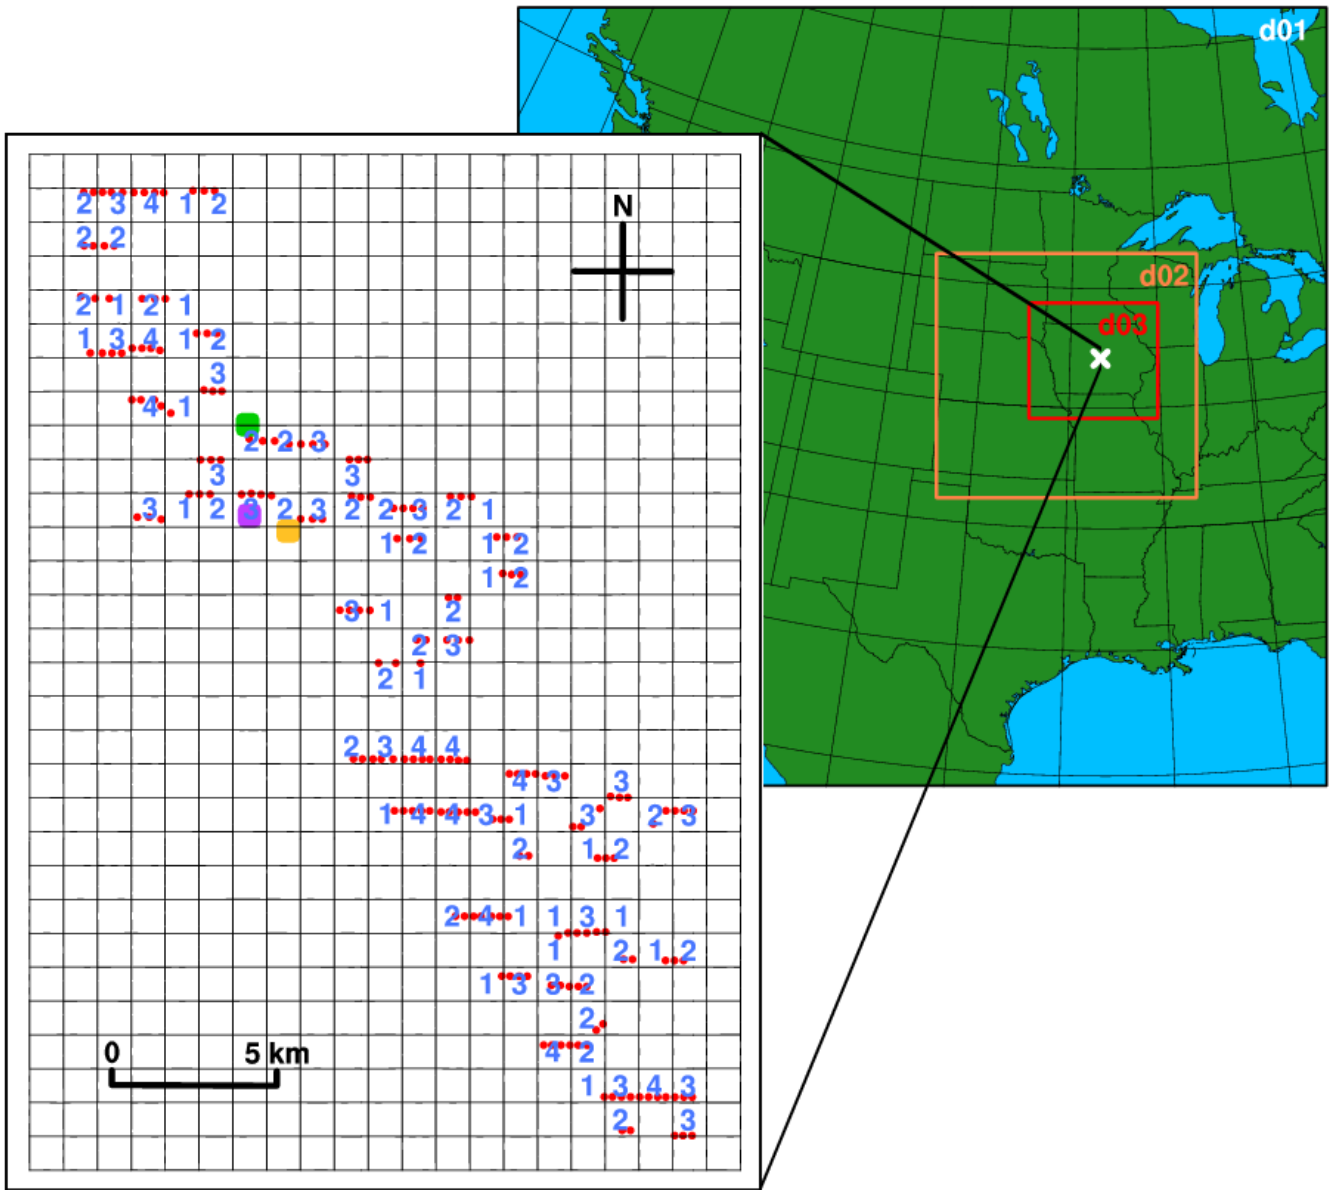 d01
d02
d03
N
2 3 4 1 2
2 2
2 1 2 1
1 3 4 1 2
3
4 1
2 2 3
3 3
3 1 2 3 2 3 2 2 3 2 1
1 2 1 2
1 2
3 1 2
2 3
2 1
2 3 4 4
4 3 3
1 4 4 3 1 3 2 3
2 1 2
2 4 1 1 3 1
1 2 1 2
1 3 3 2
2
4 2
0 5 km
1 3 4 3
2 3